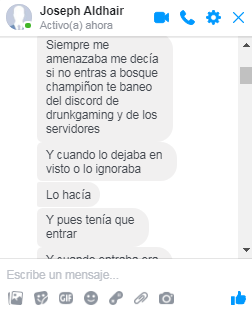 Joseph Aldhair
Activo(a) ahora
Siempre me
amenazaba me decía
si no entras a bosque
champiñon te baneo
del discord de
drunkgaming y de los
servidores
Y cuando lo dejaba en
visto o lo ignoraba
Lo hacía
Y pues tenía que
entrar
Y cuando entraba era
Escribe un mensaje...
GIF